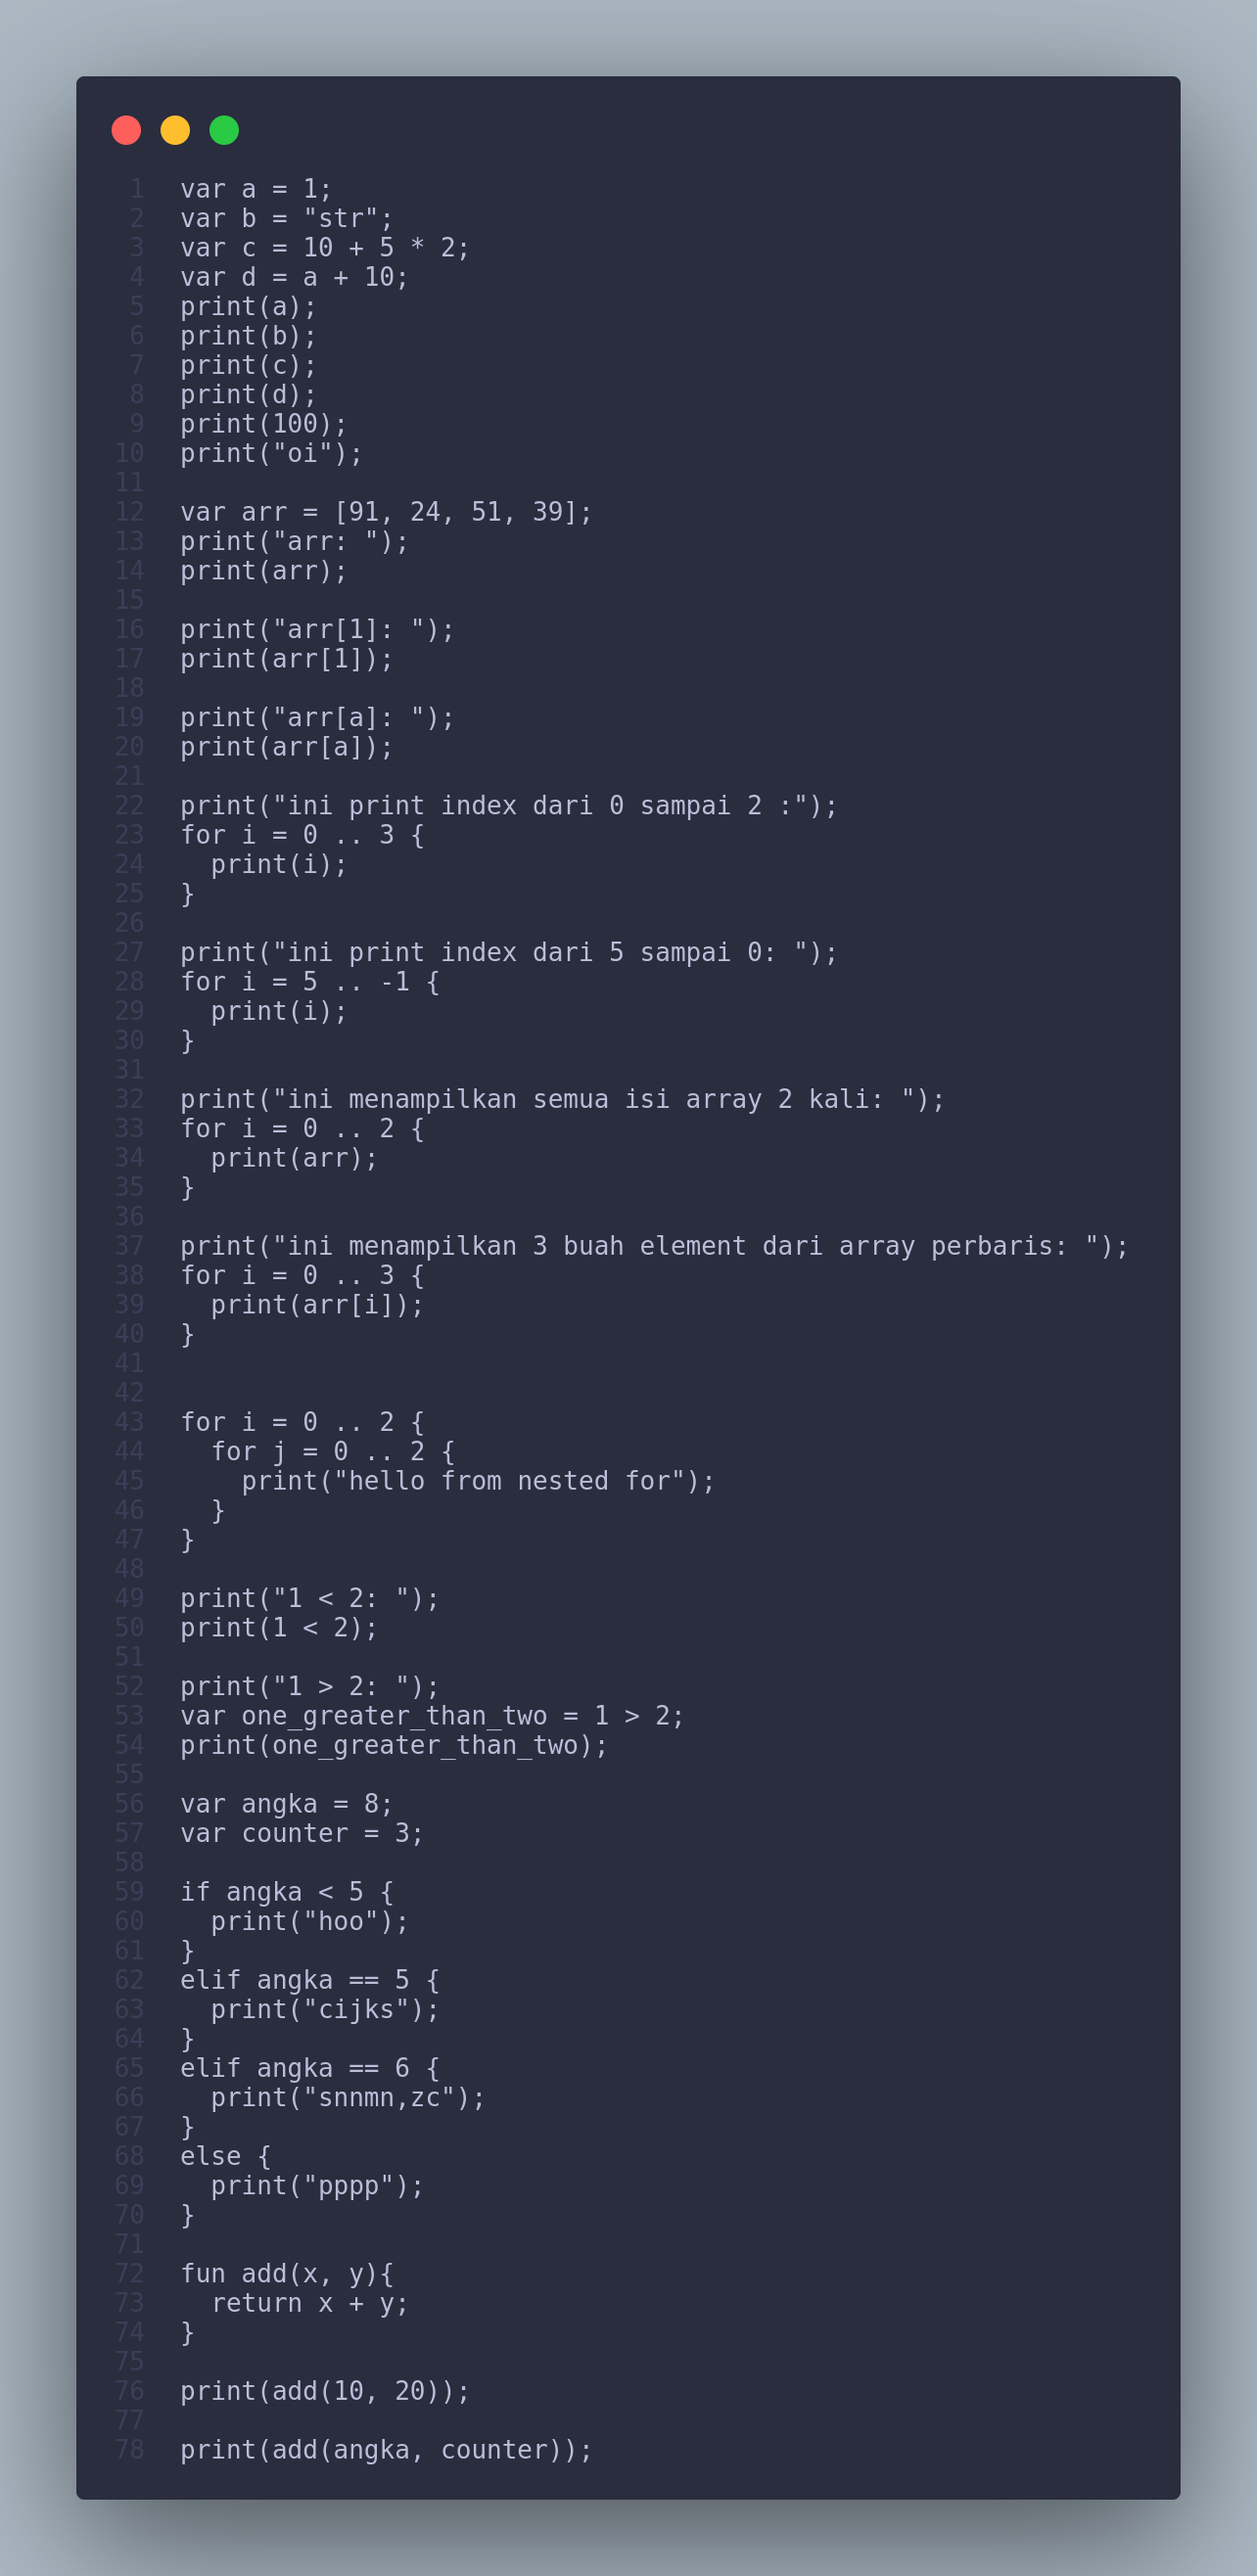 1 var a = 1;
2 var b = "str";
3 var c = 10 + 5 * 2;
4 var d = a + 10;
5 print(a);
6 print(b);
7 print(c);
8 print(d);
9 print(100);
10 print("oi");
11
12 var arr = [91, 24, 51, 39];
13 print("arr: ");
14 print(arr);
15
16 print("arr[1]: ");
17 print(arr[1]);
18
19 print("arr[a]: ");
20 print(arr[a]);
21
22 print("ini print index dari 0 sampai 2 :");
23 for i = 0 .. 3 {
24   print(i);
25 }
26
27 print("ini print index dari 5 sampai 0: ");
28 for i = 5 .. -1 {
29   print(i);
30 }
31
32 print("ini menampilkan semua isi array 2 kali: ");
33 for i = 0 .. 2 {
34   print(arr);
35 }
36
37 print("ini menampilkan 3 buah element dari array perbaris: ");
38 for i = 0 .. 3 {
39   print(arr[i]);
40 }
41
42
43 for i = 0 .. 2 {
44   for j = 0 .. 2 {
45     print("hello from nested for");
46   }
47 }
48
49 print("1 < 2: ");
50 print(1 < 2);
51
52 print("1 > 2: ");
53 var one_greater_than_two = 1 > 2;
54 print(one_greater_than_two);
55
56 var angka = 8;
57 var counter = 3;
58
59 if angka < 5 {
60   print("hoo");
61 }
62 elif angka == 5 {
63   print("cijks");
64 }
65 elif angka == 6 {
66   print("snnmn,zc");
67 }
68 else {
69   print("pppp");
70 }
71
72 fun add(x, y){
73   return x + y;
74 }
75
76 print(add(10, 20));
77
78 print(add(angka, counter));